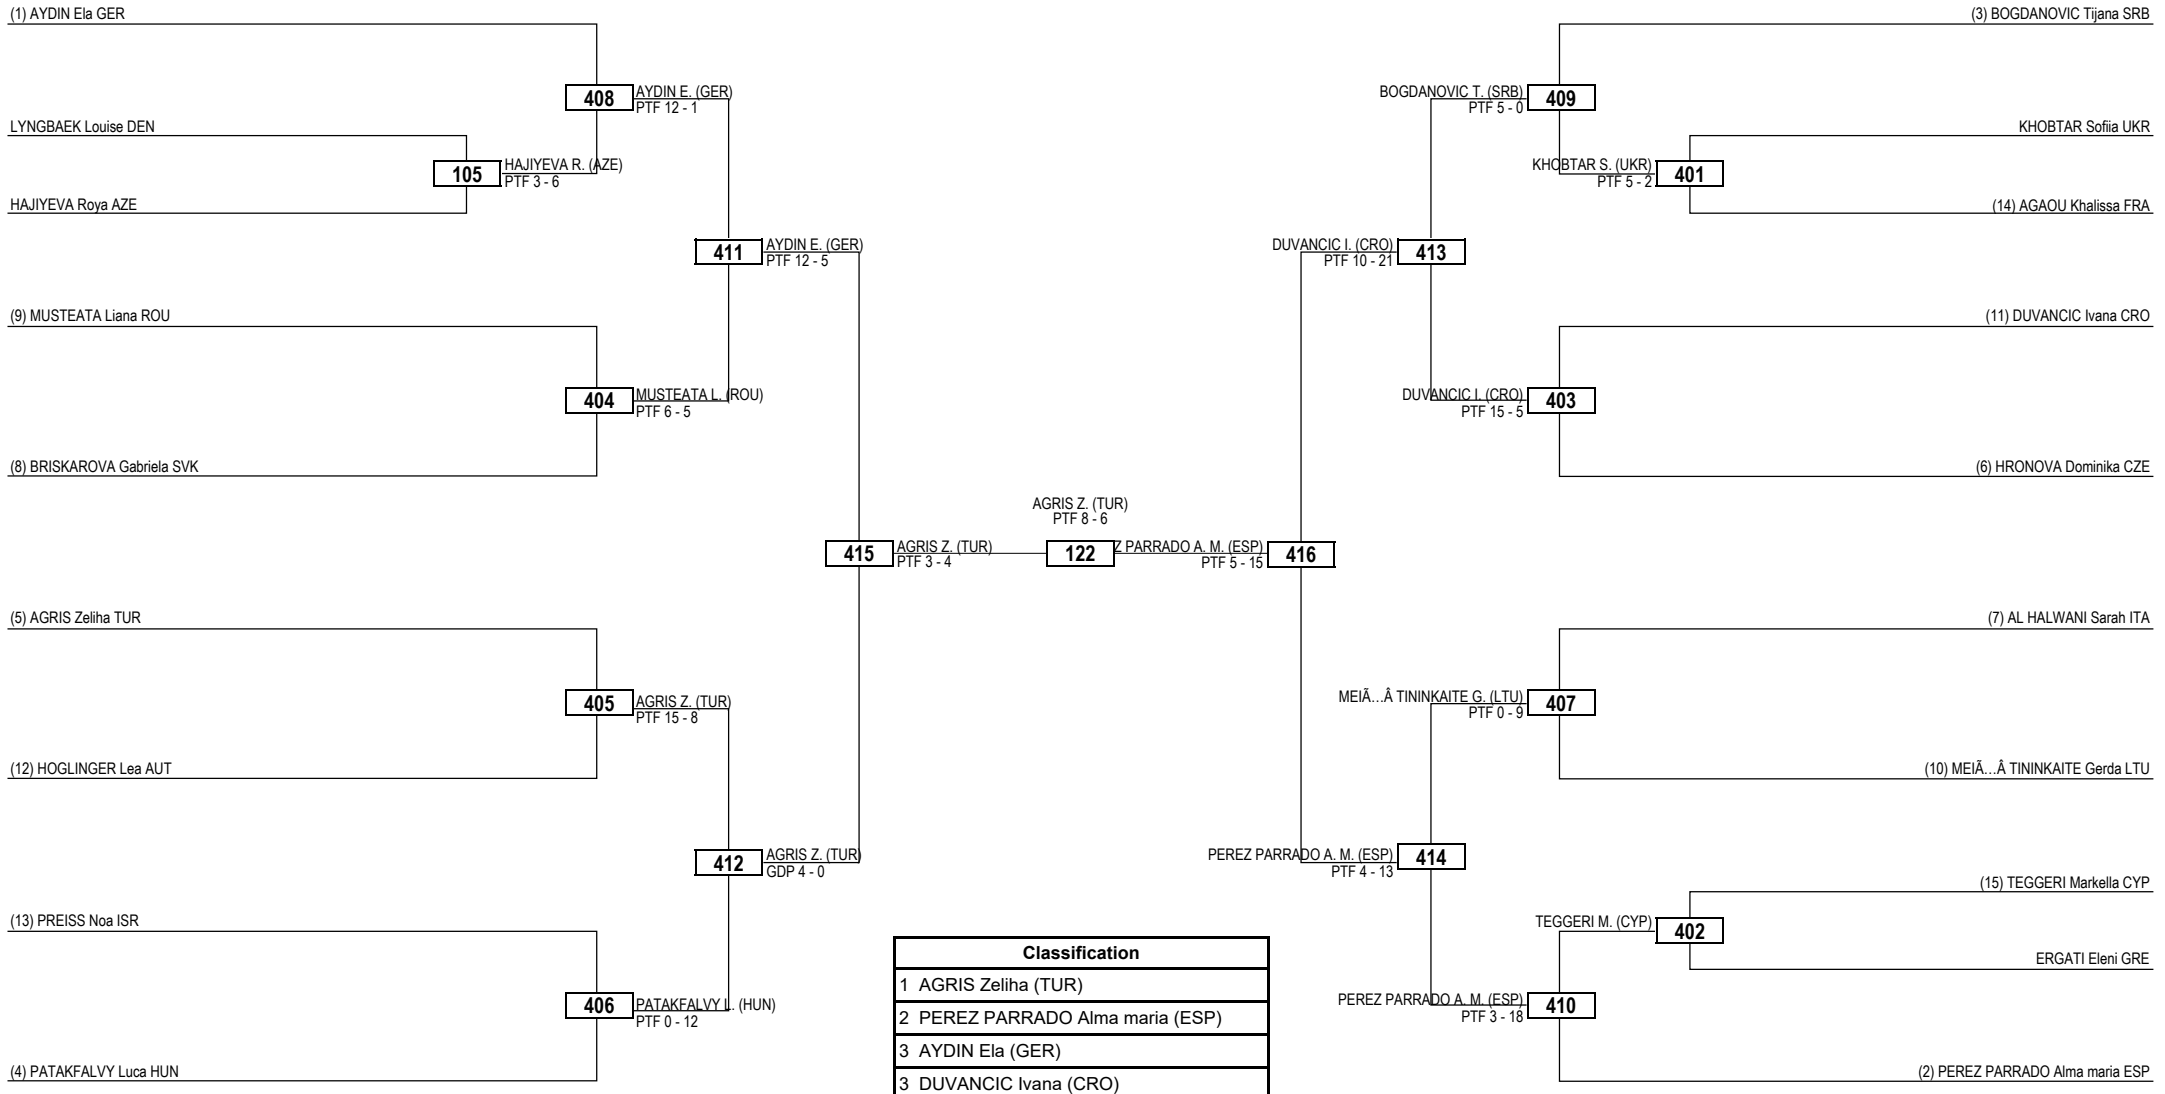 (1) AYDIN Ela GER
408
AYDIN E. (GER)
PTF 12 - 1
LYNGBAEK Louise DEN
105
HAJIYEVA R. (AZE)
PTF 3 - 6
HAJIYEVA Roya AZE
411
AYDIN E. (GER)
PTF 12 - 5
(9) MUSTEATA Liana ROU
404
MUSTEATA L. (ROU)
PTF 6 - 5
(8) BRISKAROVA Gabriela SVK
415
AGRIS Z. (TUR)
PTF 3 - 4
(5) AGRIS Zeliha TUR
405
AGRIS Z. (TUR)
PTF 15 - 8
(12) HOGLINGER Lea AUT
412
AGRIS Z. (TUR)
GDP 4 - 0
(13) PREISS Noa ISR
406
PATAKFALVY L. (HUN)
PTF 0 - 12
(4) PATAKFALVY Luca HUN
AGRIS Z. (TUR)
PTF 8 - 6
122
(3) BOGDANOVIC Tijana SRB
BOGDANOVIC T. (SRB)
PTF 5 - 0
409
KHOBTAR Sofiia UKR
KHOBTAR S. (UKR)
PTF 5 - 2
401
(14) AGAOU Khalissa FRA
DUVANCIC I. (CRO)
PTF 10 - 21
413
(11) DUVANCIC Ivana CRO
DUVANCIC I. (CRO)
PTF 15 - 5
403
(6) HRONOVA Dominika CZE
Z PARRADO A. M. (ESP)
PTF 5 - 15
416
(7) AL HALWANI Sarah ITA
MEIÃ…Â TININKAITE G. (LTU)
PTF 0 - 9
407
(10) MEIÃ…Â TININKAITE Gerda LTU
PEREZ PARRADO A. M. (ESP)
PTF 4 - 13
414
(15) TEGGERI Markella CYP
TEGGERI M. (CYP)
402
ERGATI Eleni GRE
PEREZ PARRADO A. M. (ESP)
PTF 3 - 18
410
(2) PEREZ PARRADO Alma maria ESP
Classification
1 AGRIS Zeliha (TUR)
2 PEREZ PARRADO Alma maria (ESP)
3 AYDIN Ela (GER)
3 DUVANCIC Ivana (CRO)